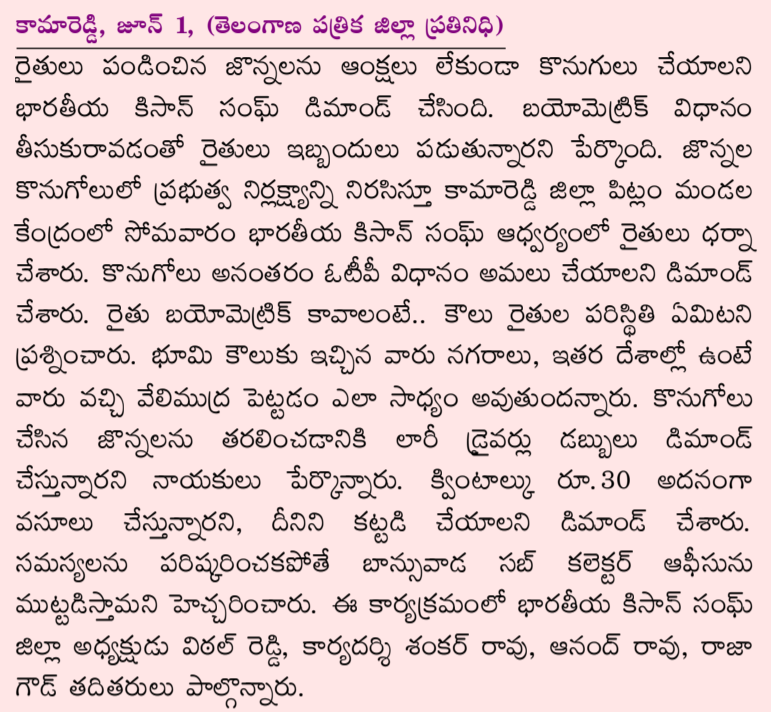 కామారెడ్డి, జూన్ 1, (తెలంగాణ పత్రిక జిల్లా ప్రతినిధి)
రైతులు పండించిన జొన్నలను ఆంక్షలు లేకుండా కొనుగులు చేయాలని
భారతీయ కిసాన్ సంఘ్ డిమాండ్ చేసింది. బయోమెట్రిక్ విధానం
తీసుకురావడంతో రైతులు ఇబ్బందులు పడుతున్నారని పేర్కొంది. జొన్నల
కొనుగోలులో ప్రభుత్వ నిర్లక్ష్యాన్ని నిరసిస్తూ కామారెడ్డి జిల్లా పిట్లం మండల
కేంద్రంలో సోమవారం భారతీయ కిసాన్ సంఘ్ ఆధ్వర్యంలో రైతులు ధర్నా
చేశారు. కొనుగోలు అనంతరం ఓటీపీ విధానం అమలు చేయాలని డిమాండ్
చేశారు. రైతు బయోమెట్రిక్ కావాలంటే.. కౌలు రైతుల పరిస్థితి ఏమిటని
ప్రశ్నించారు. భూమి కౌలుకు ఇచ్చిన వారు నగరాలు, ఇతర దేశాల్లో ఉంటే
వారు వచ్చి వేలిముద్ర పెట్టడం ఎలా సాధ్యం అవుతుందన్నారు. కొనుగోలు
చేసిన జొన్నలను తరలించడానికి లారీ డ్రైవర్లు డబ్బులు డిమాండ్
చేస్తున్నారని నాయకులు పేర్కొన్నారు. క్వింటాల్కు రూ.30 అదనంగా
వసూలు చేస్తున్నారని, దీనిని కట్టడి చేయాలని డిమాండ్ చేశారు.
సమస్యలను పరిష్కరించకపోతే బాన్సువాడ సబ్ కలెక్టర్ ఆఫీసును
ముట్టడిస్తామని హెచ్చరించారు. ఈ కార్యక్రమంలో భారతీయ కిసాన్ సంఘ్
జిల్లా అధ్యక్షుడు విఠల్ రెడ్డి, కార్యదర్శి శంకర్ రావు, ఆనంద్ రావు, రాజా
గౌడ్ తదితరులు పాల్గొన్నారు.